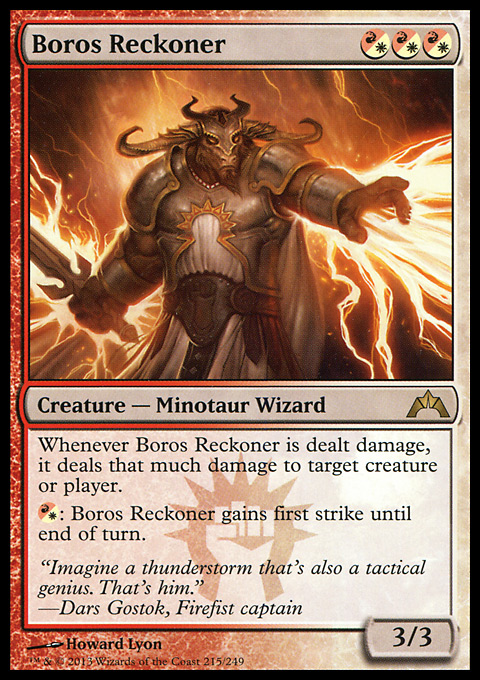 Boros Reckoner
Creature — Minotaur Wizard
Whenever Boros Reckoner is dealt damage,
it deals that much damage to target creature
or player.
: Boros Reckoner gains first strike until
end of turn.
“Imagine a thunderstorm that’s also a tactical
genius. That’s him.”
—Dars Gostok, Firefist captain
3/3
Howard Lyon
™ & © 2013 Wizards of the Coast 215/249